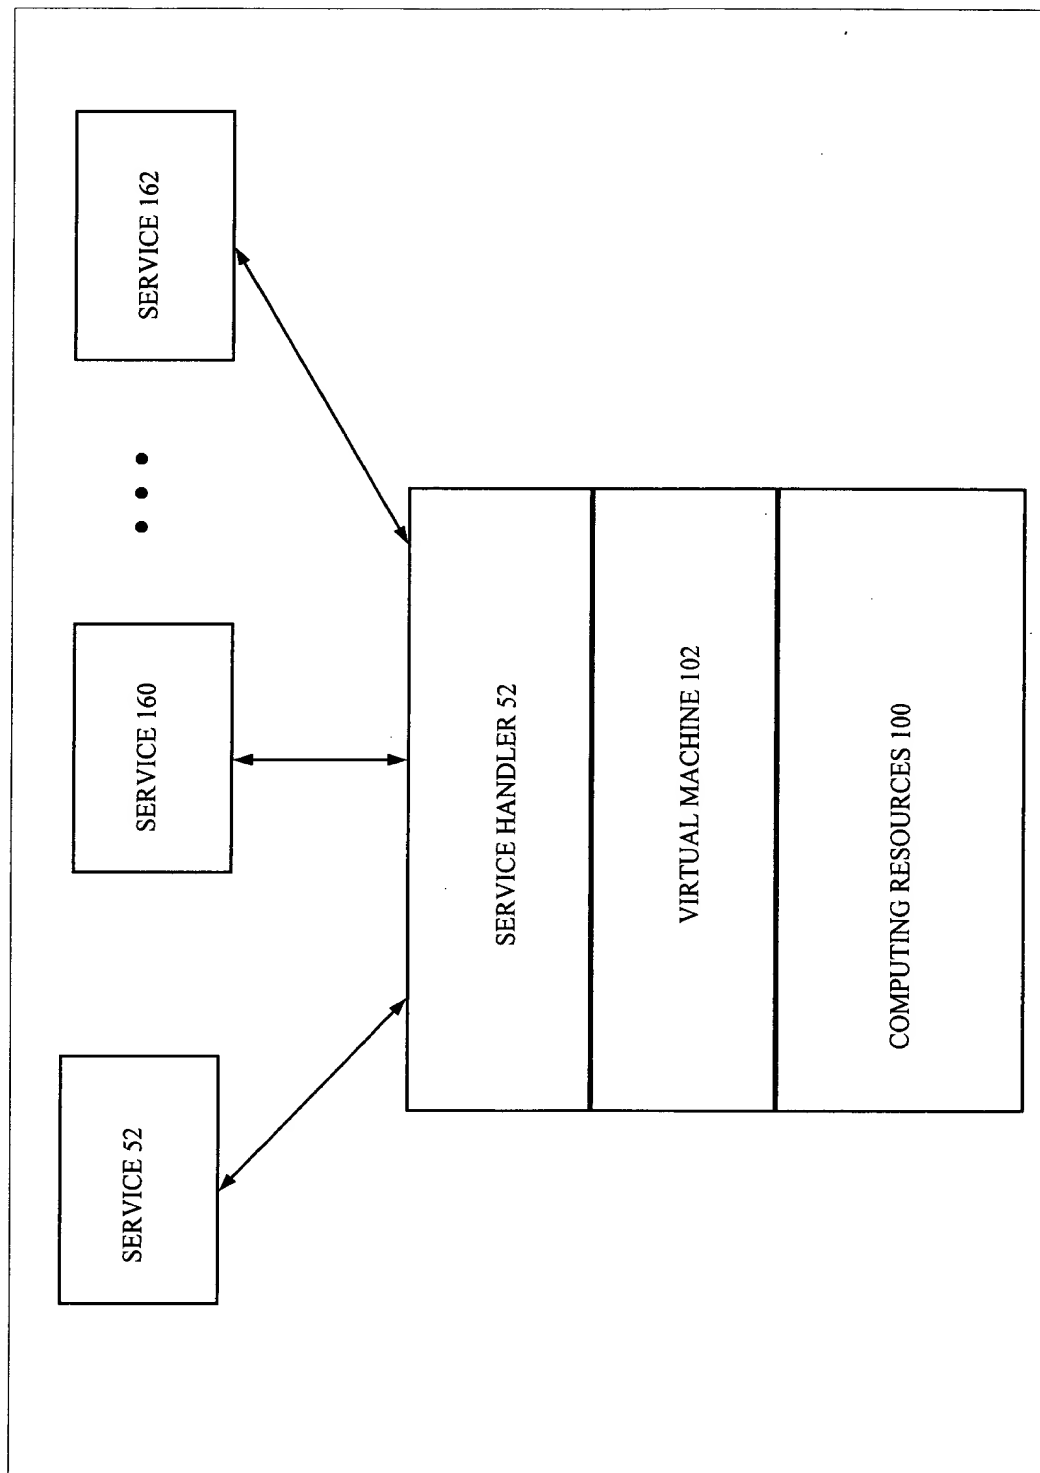 SERVICE 52
SERVICE 160
SERVICE 162
SERVICE HANDLER 52
VIRTUAL MACHINE 102
COMPUTING RESOURCES 100